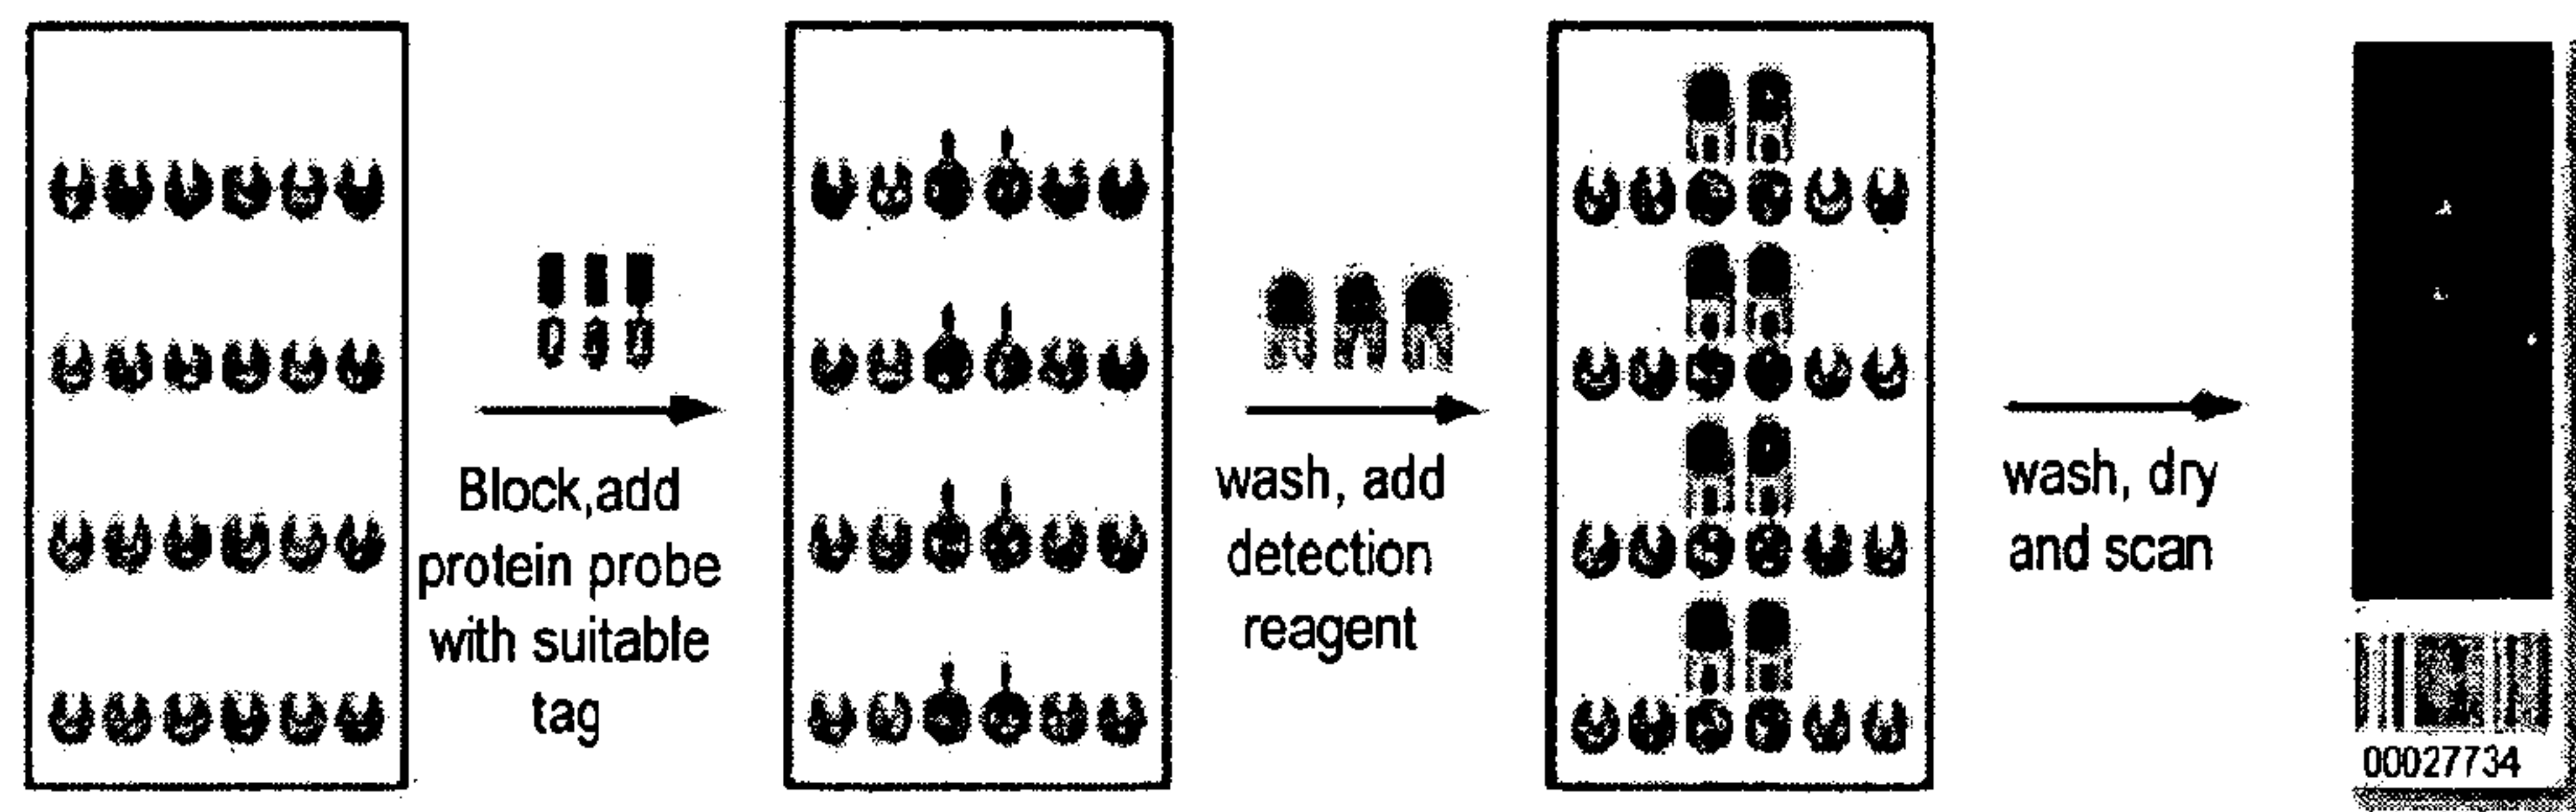 Block,add
protein probe
with suitable
tag
wash, add
detection
reagent
wash, dry
and scan
00027734